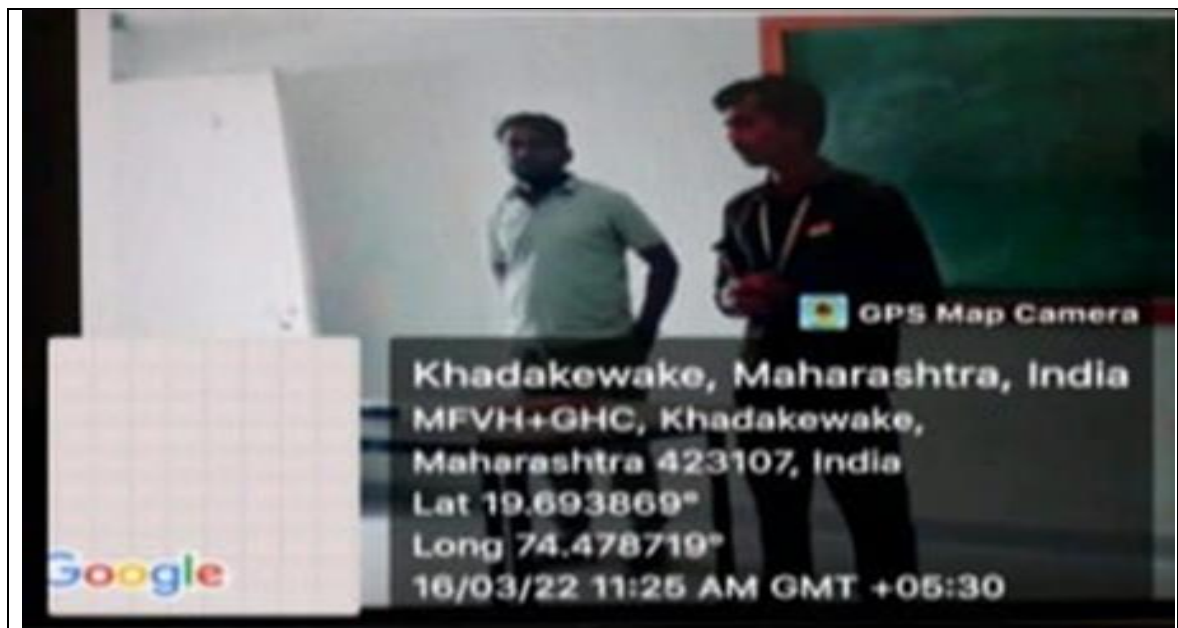 GPS Map Camera
Khadakewake, Maharashtra, India
MFVH+GHC, Khadakewake,
Maharashtra 423107, India
Lat 19.693869°
Long 74.478719°
16/03/22 11:25 AM GMT +05:30
Google